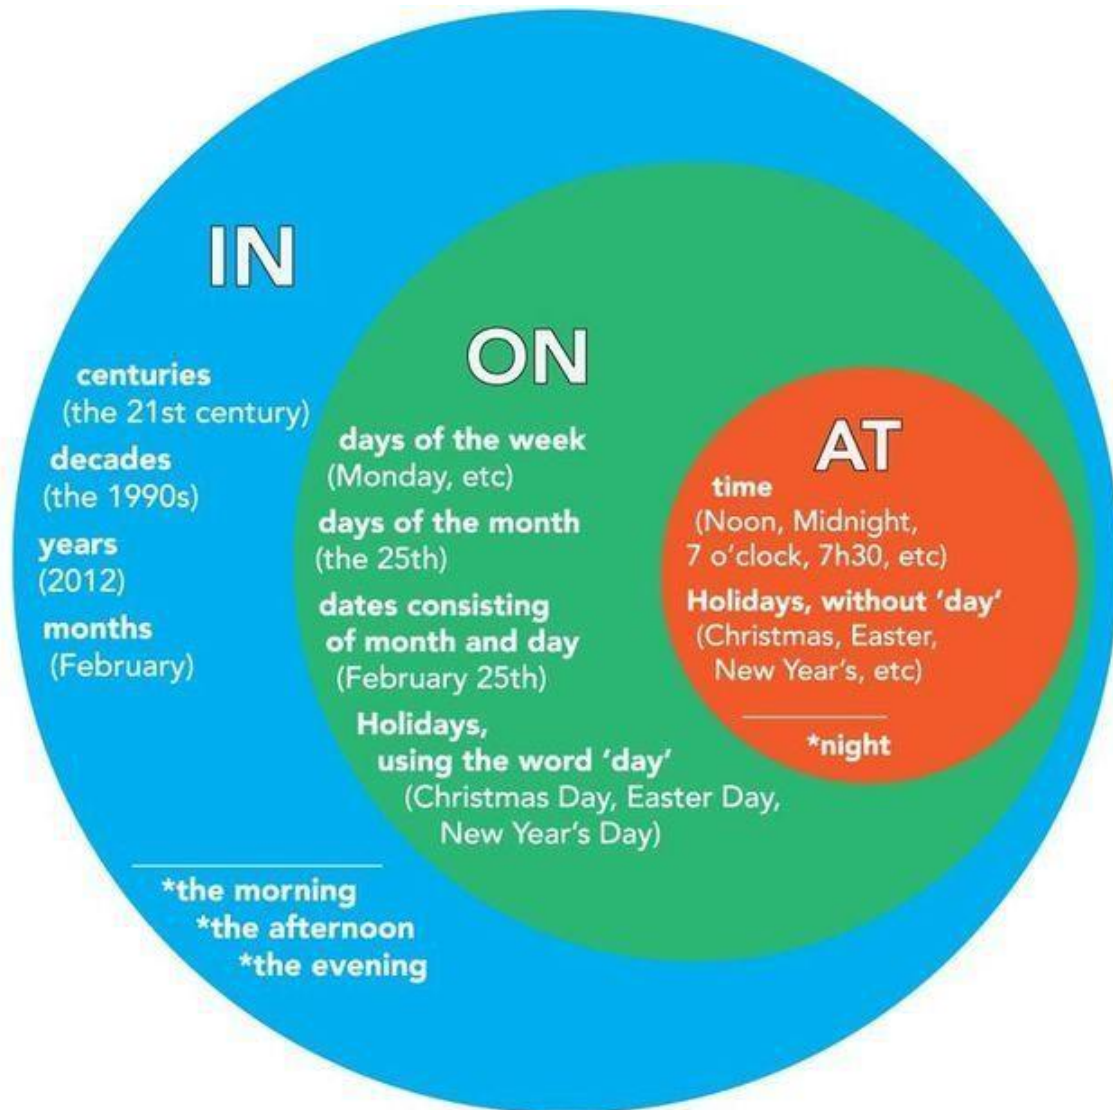 IN
centuries
(the 21st century)
decades
(the 1990s)
years
(2012)
months
(February)
*the morning
*the afternoon
*the evening
ON
days of the week
(Monday, etc)
days of the month
(the 25th)
dates consisting
of month and day
(February 25th)
Holidays,
using the word ‘day’
(Christmas Day, Easter Day,
New Year’s Day)
AT
time
(Noon, Midnight,
7 o’clock, 7h30, etc)
Holidays, without ‘day’
(Christmas, Easter,
New Year’s, etc)
*night